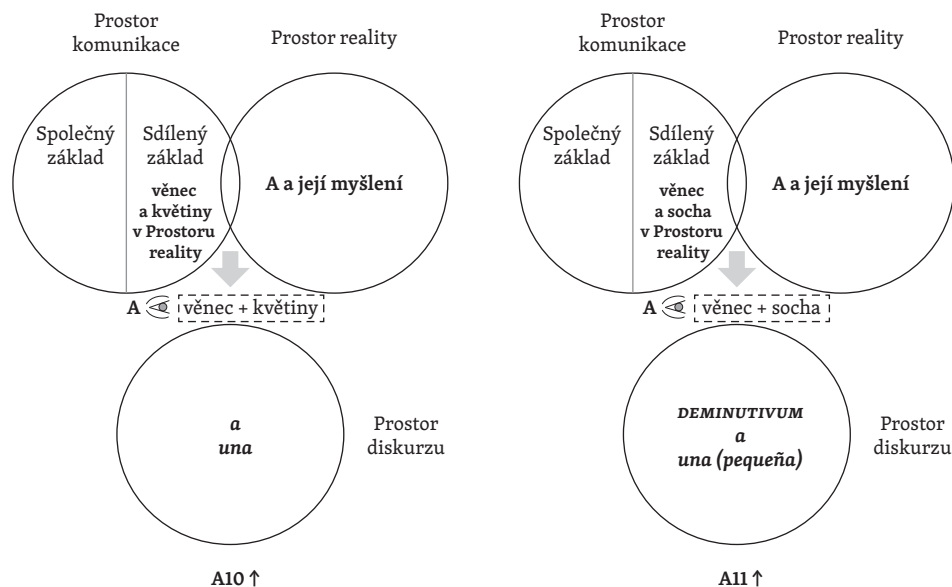 Prostor
komunikace
Prostor reality
Společný
základ
Sdílený
základ
věnec
a květiny
v Prostoru
reality
A a její myšlení
A
věnec + květiny
a
una
Prostor
diskurzu
A10 ↑
Prostor
komunikace
Prostor reality
Společný
základ
Sdílený
základ
věnec
a socha
v Prostoru
reality
A a její myšlení
A
věnec + socha
DEMINUTIVUM
a
una (pequeña)
Prostor
diskurzu
A11 ↑